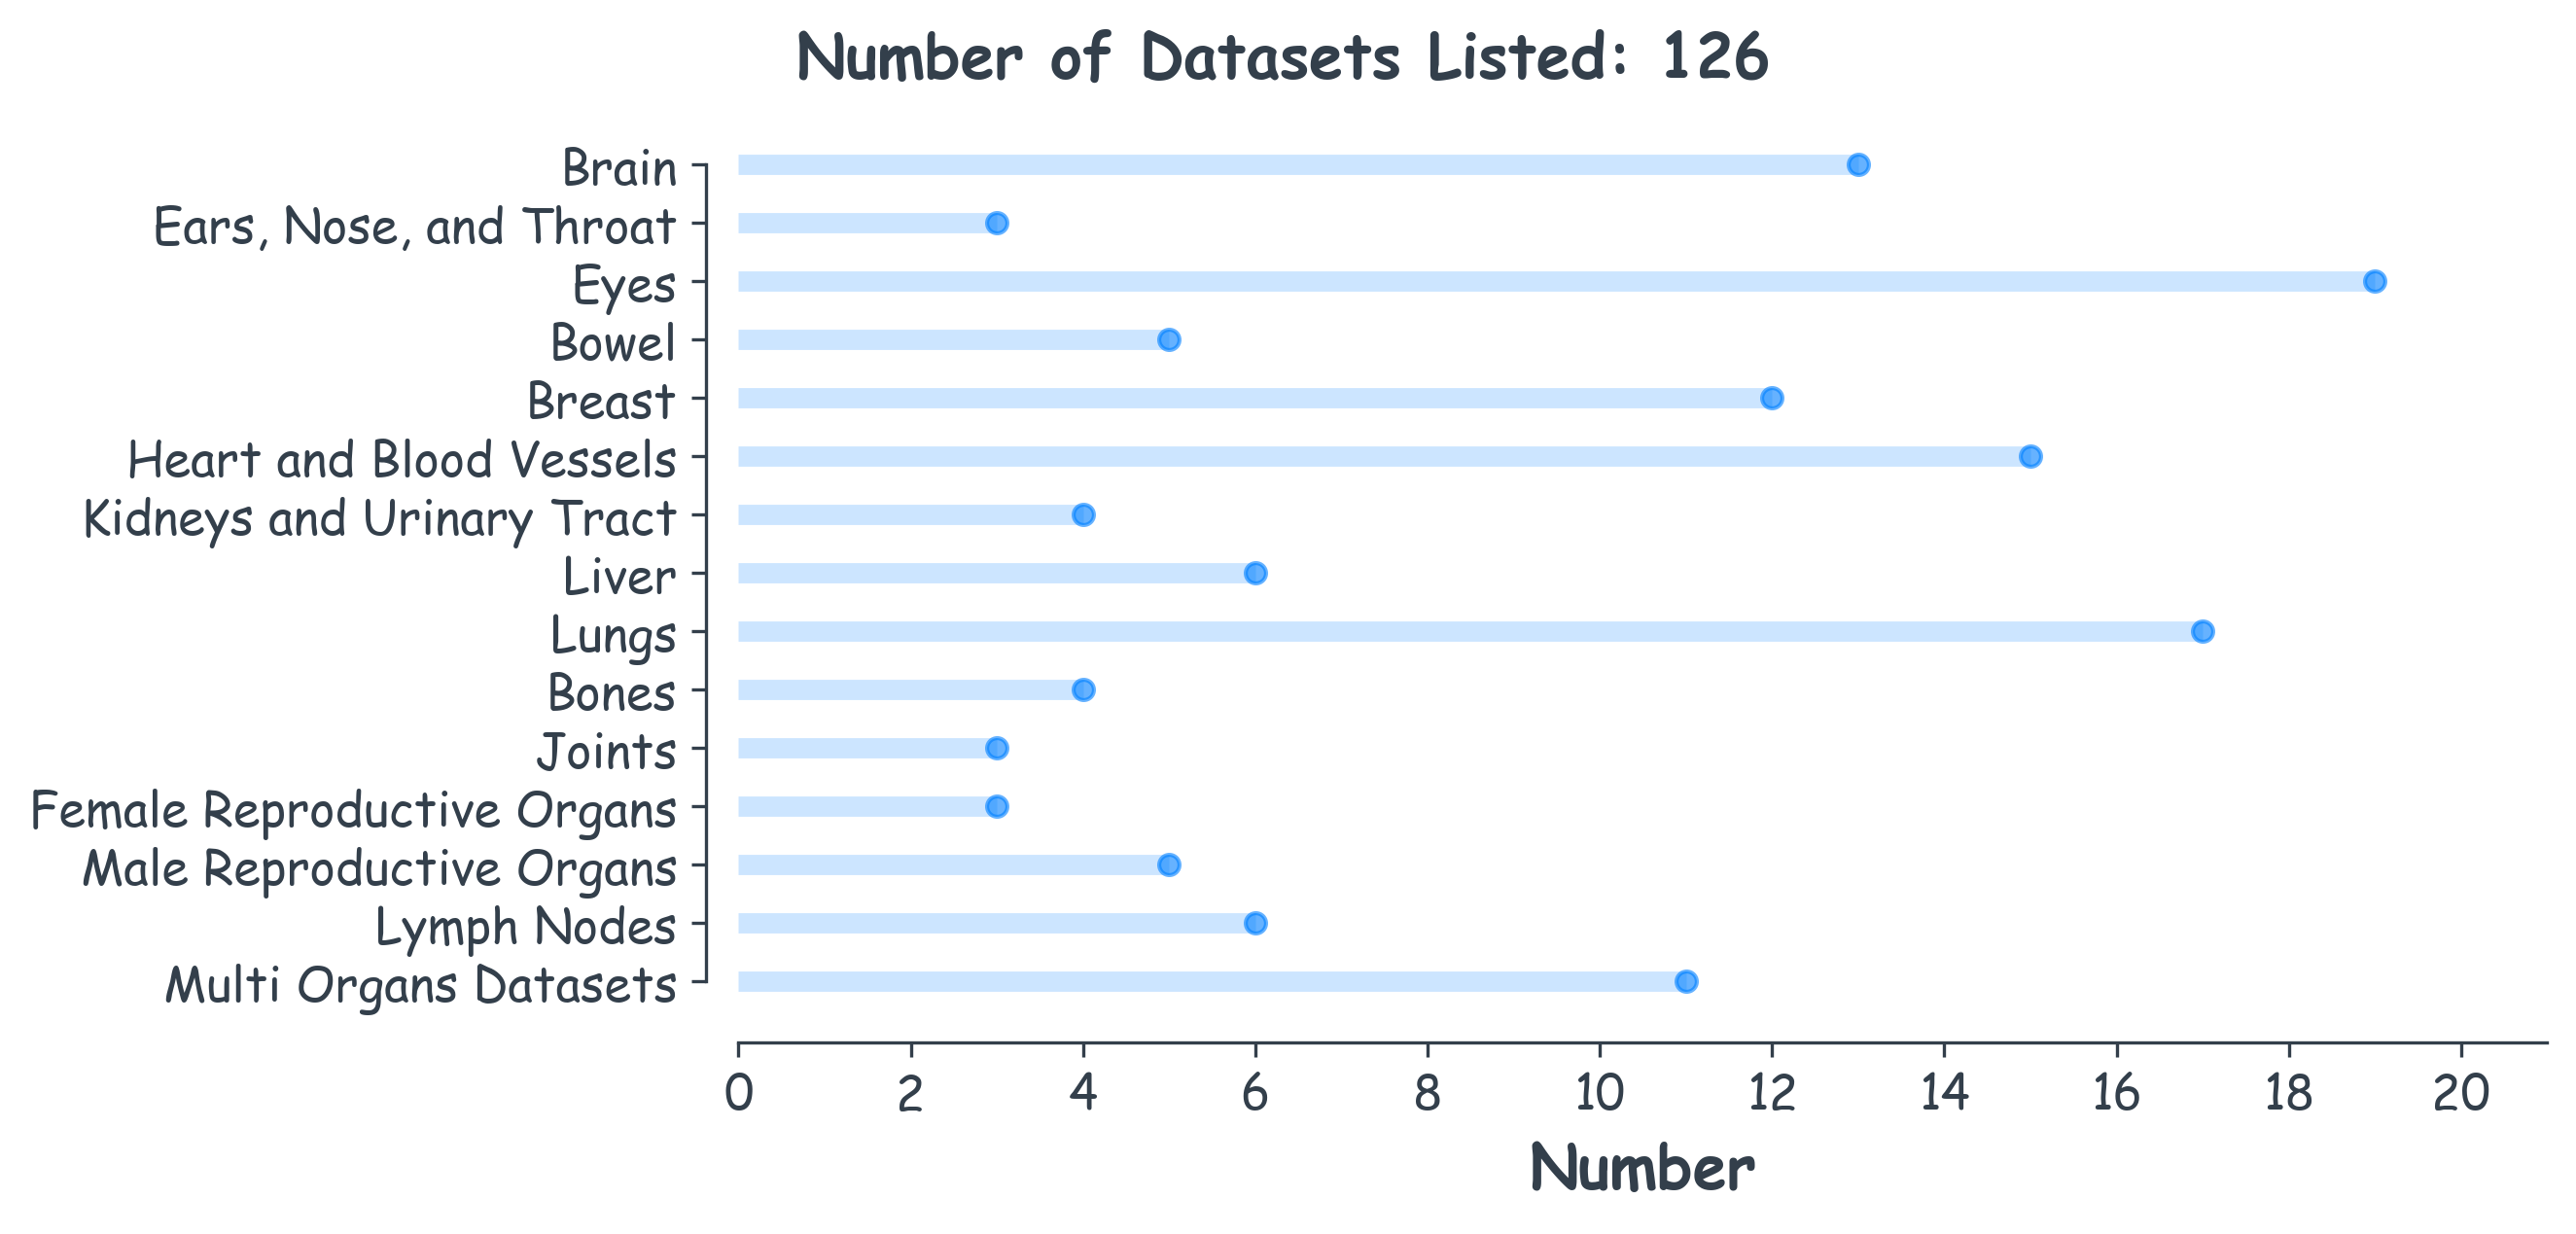 Number of Datasets Listed: 126
Brain
Ears, Nose, and Throat
Eyes
Bowel
Breast
Heart and Blood Vessels
Kidneys and Urinary Tract
Liver
Lungs
Bones
Joints
Female Reproductive Organs
Male Reproductive Organs
Lymph Nodes
Multi Organs Datasets
0 2 4 6 8 10 12 14 16 18 20
Number